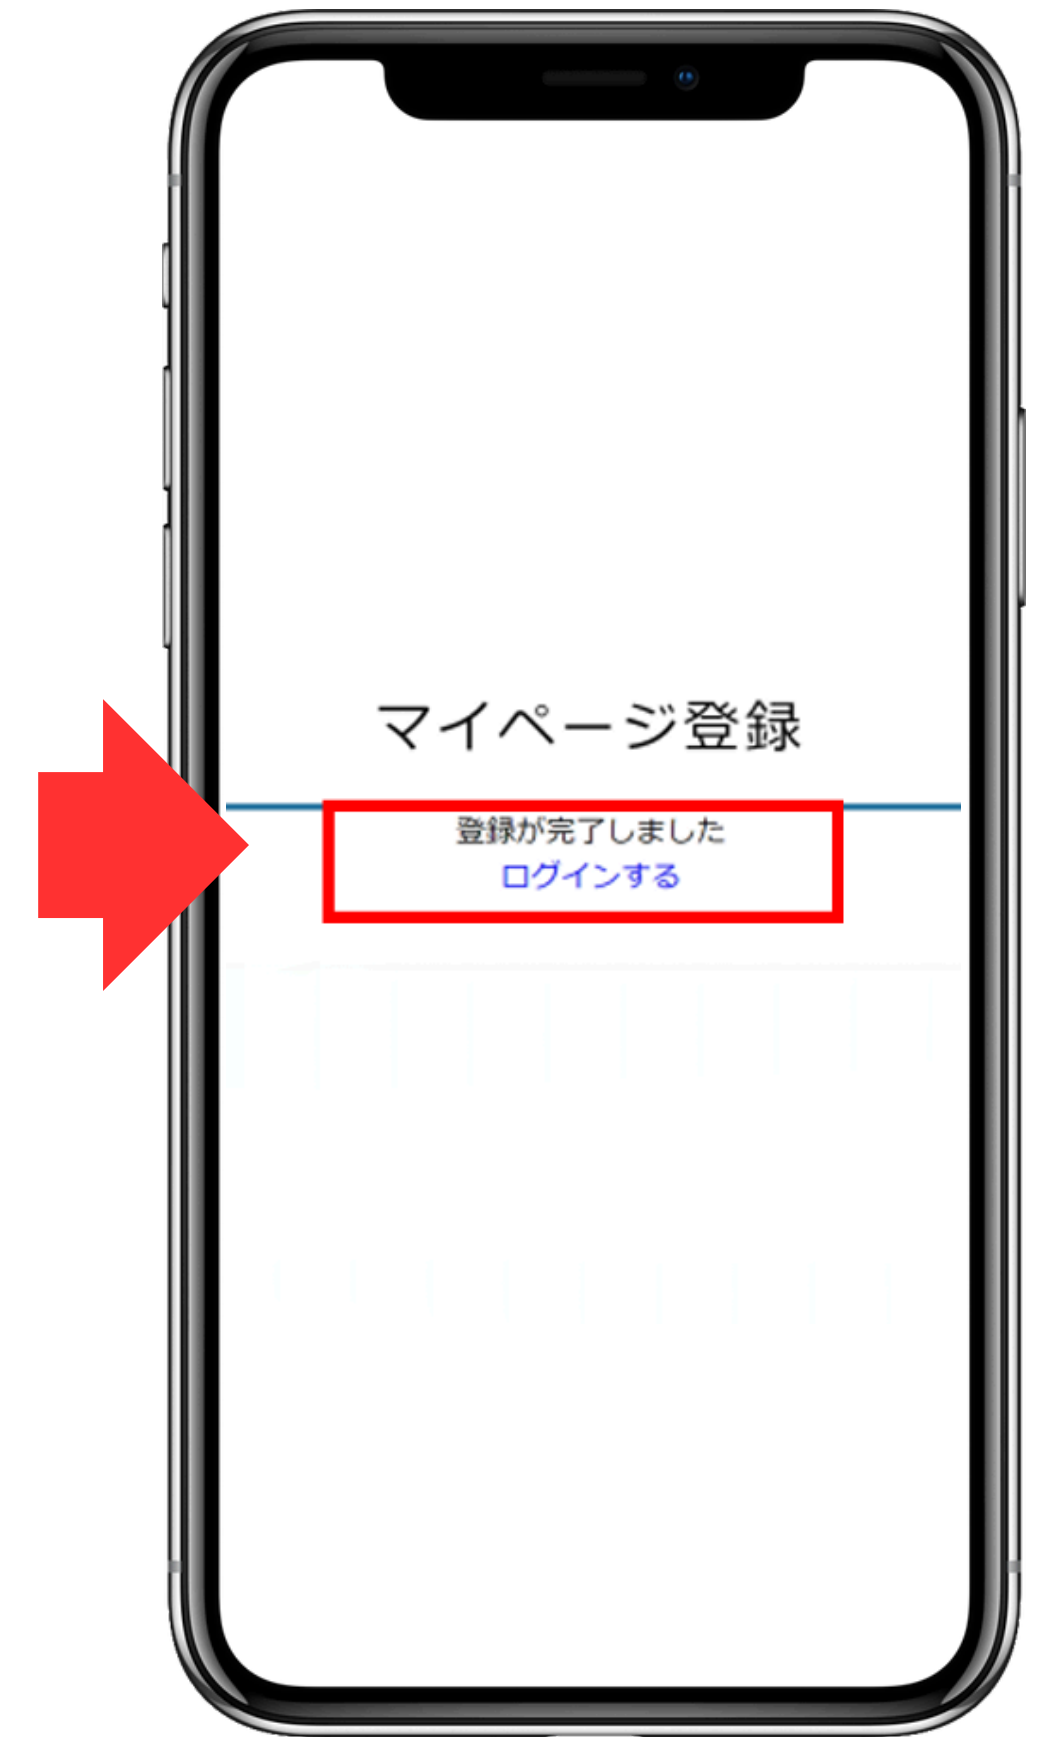 マイページ登録
登録が完了しました
ログインする